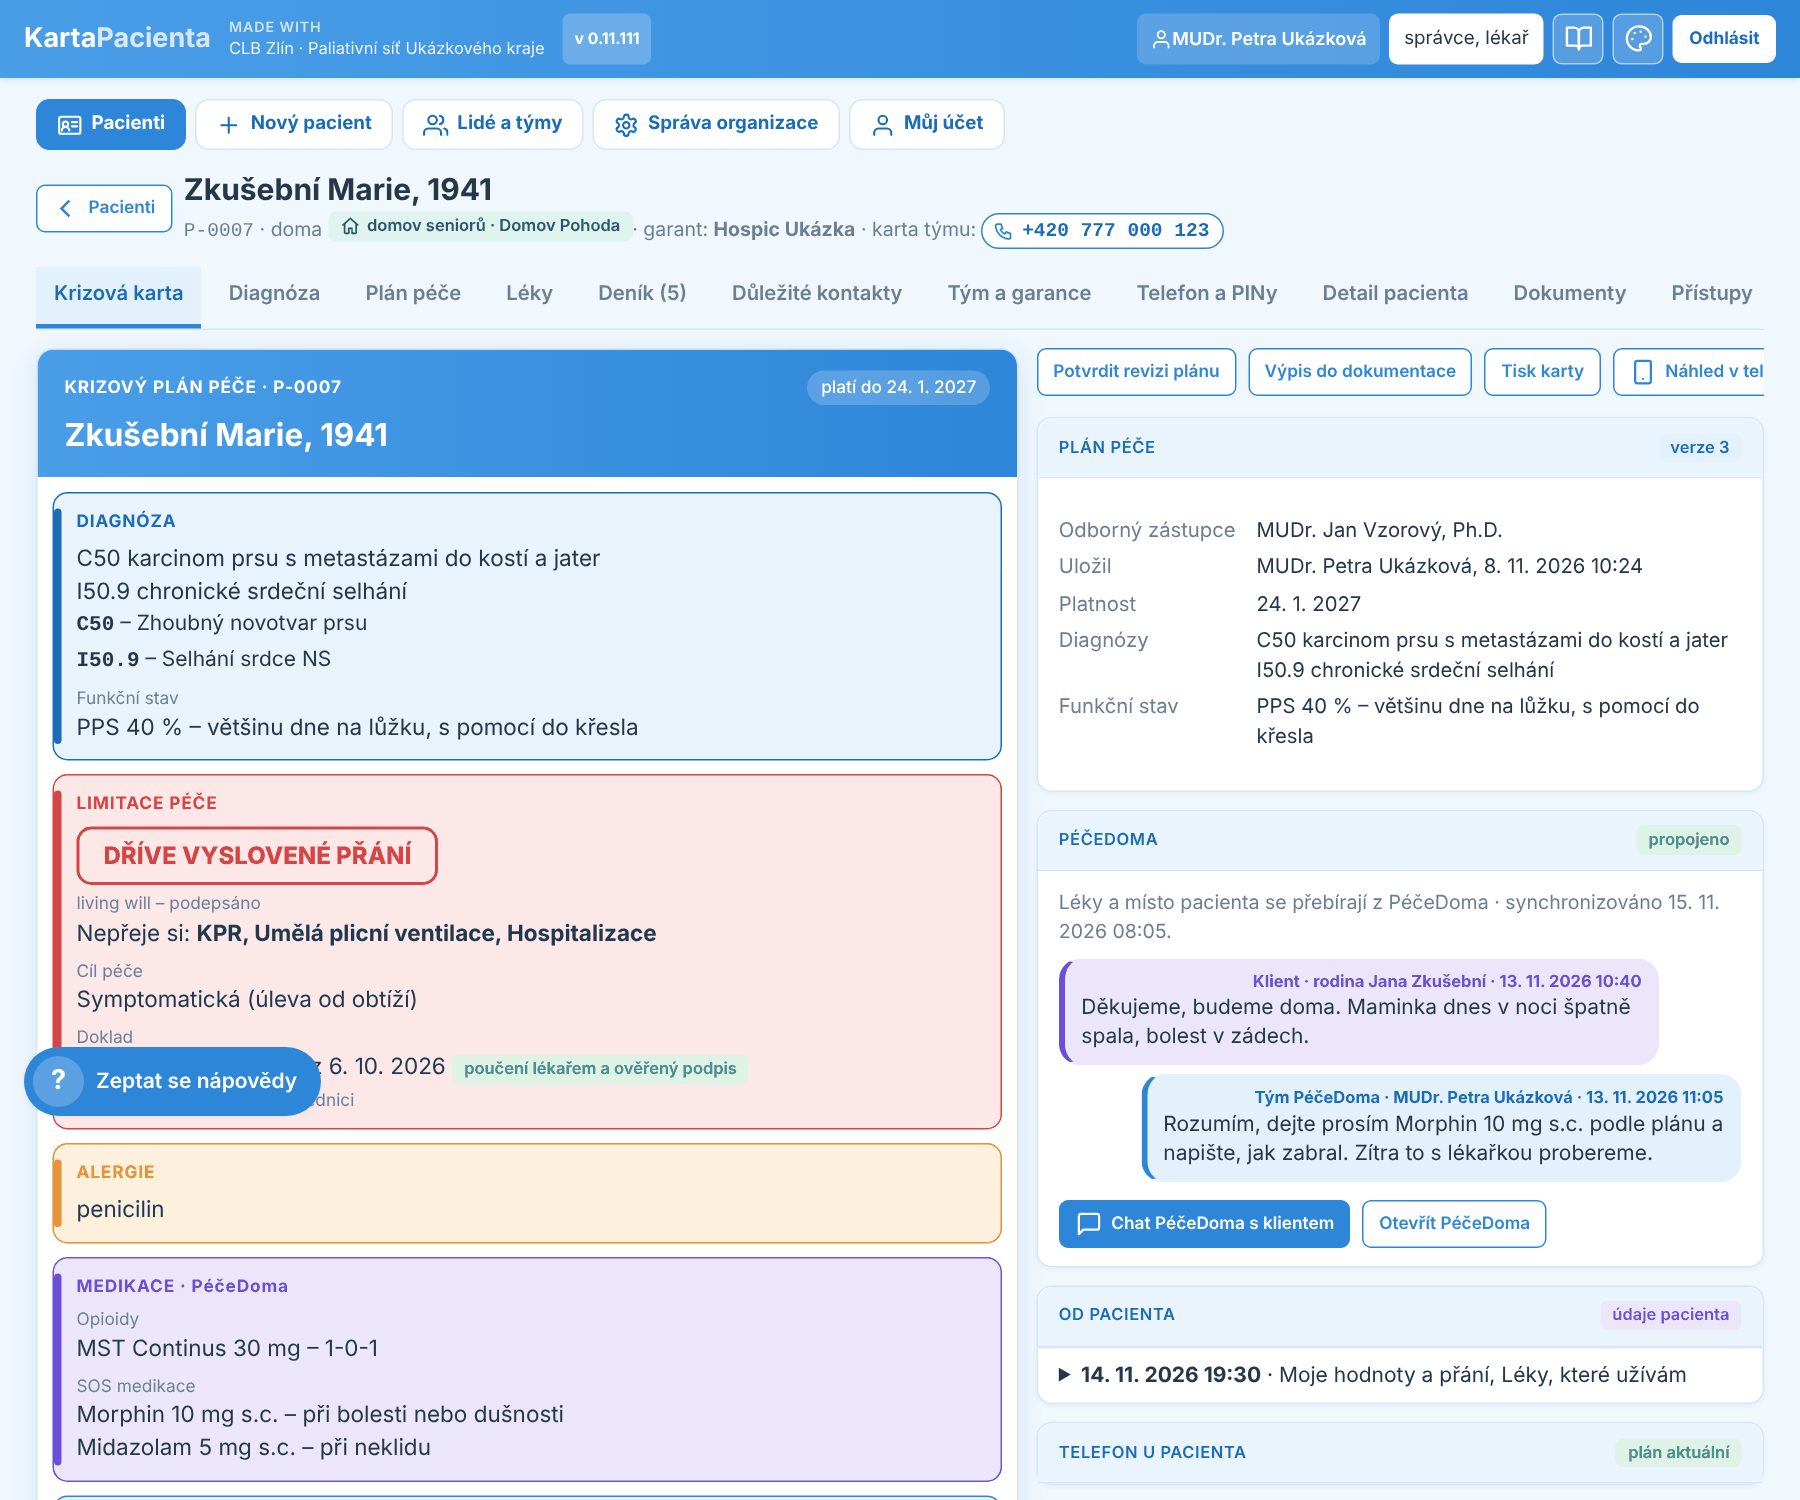 KartaPacienta
MADE WITH
CLB Zlín · Paliativní síť Ukázkového kraje
v 0.11.111
MUDr. Petra Ukázková
správce, lékař
Odhlásit
Pacienti
Nový pacient
Lidé a týmy
Správa organizace
Můj účet
Pacienti
Zkušební Marie, 1941
P-0007 · doma domov seniorů · Domov Pohoda · garant: Hospic Ukázka · karta týmu: +420 777 000 123
Krizová karta
Diagnóza
Plán péče
Léky
Deník (5)
Důležité kontakty
Tým a garance
Telefon a PINy
Detail pacienta
Dokumenty
Přístupy
KRIZOVÝ PLÁN PÉČE · P-0007
platí do 24. 1. 2027
Zkušební Marie, 1941
DIAGNÓZA
C50 karcinom prsu s metastázami do kostí a jater
I50.9 chronické srdeční selhání
C50 – Zhoubný novotvar prsu
I50.9 – Selhání srdce NS
Funkční stav
PPS 40 % – většinu dne na lůžku, s pomocí do křesla
LIMITACE PÉČE
DŘÍVE VYSLOVENÉ PŘÁNÍ
living will – podepsáno
Nepřeje si: KPR, Umělá plicní ventilace, Hospitalizace
Cíl péče
Symptomatická (úleva od obtíží)
Doklad
z 6. 10. 2026 poučení lékařem a ověřený podpis
Zeptat se nápovědy
ALERGIE
penicilin
MEDIKACE · PéčeDoma
Opioidy
MST Continus 30 mg – 1-0-1
SOS medikace
Morphin 10 mg s.c. – při bolesti nebo dušnosti
Midazolam 5 mg s.c. – při neklidu
Potvrdit revizi plánu
Výpis do dokumentace
Tisk karty
Náhled v tel
PLÁN PÉČE
verze 3
Odborný zástupce MUDr. Jan Vzorový, Ph.D.
Uložil MUDr. Petra Ukázková, 8. 11. 2026 10:24
Platnost 24. 1. 2027
Diagnózy C50 karcinom prsu s metastázami do kostí a jater
I50.9 chronické srdeční selhání
Funkční stav PPS 40 % – většinu dne na lůžku, s pomocí do
křesla
PÉČEDOMA
propojeno
Léky a místo pacienta se přebírají z PéčeDoma · synchronizováno 15. 11.
2026 08:05.
Klient · rodina Jana Zkušební · 13. 11. 2026 10:40
Děkujeme, budeme doma. Maminka dnes v noci špatně
spala, bolest v zádech.
Tým PéčeDoma · MUDr. Petra Ukázková · 13. 11. 2026 11:05
Rozumím, dejte prosím Morphin 10 mg s.c. podle plánu a
napište, jak zabral. Zítra to s lékařkou probereme.
Chat PéčeDoma s klientem
Otevřít PéčeDoma
OD PACIENTA
údaje pacienta
14. 11. 2026 19:30 · Moje hodnoty a přání, Léky, které užívám
TELEFON U PACIENTA
plán aktuální